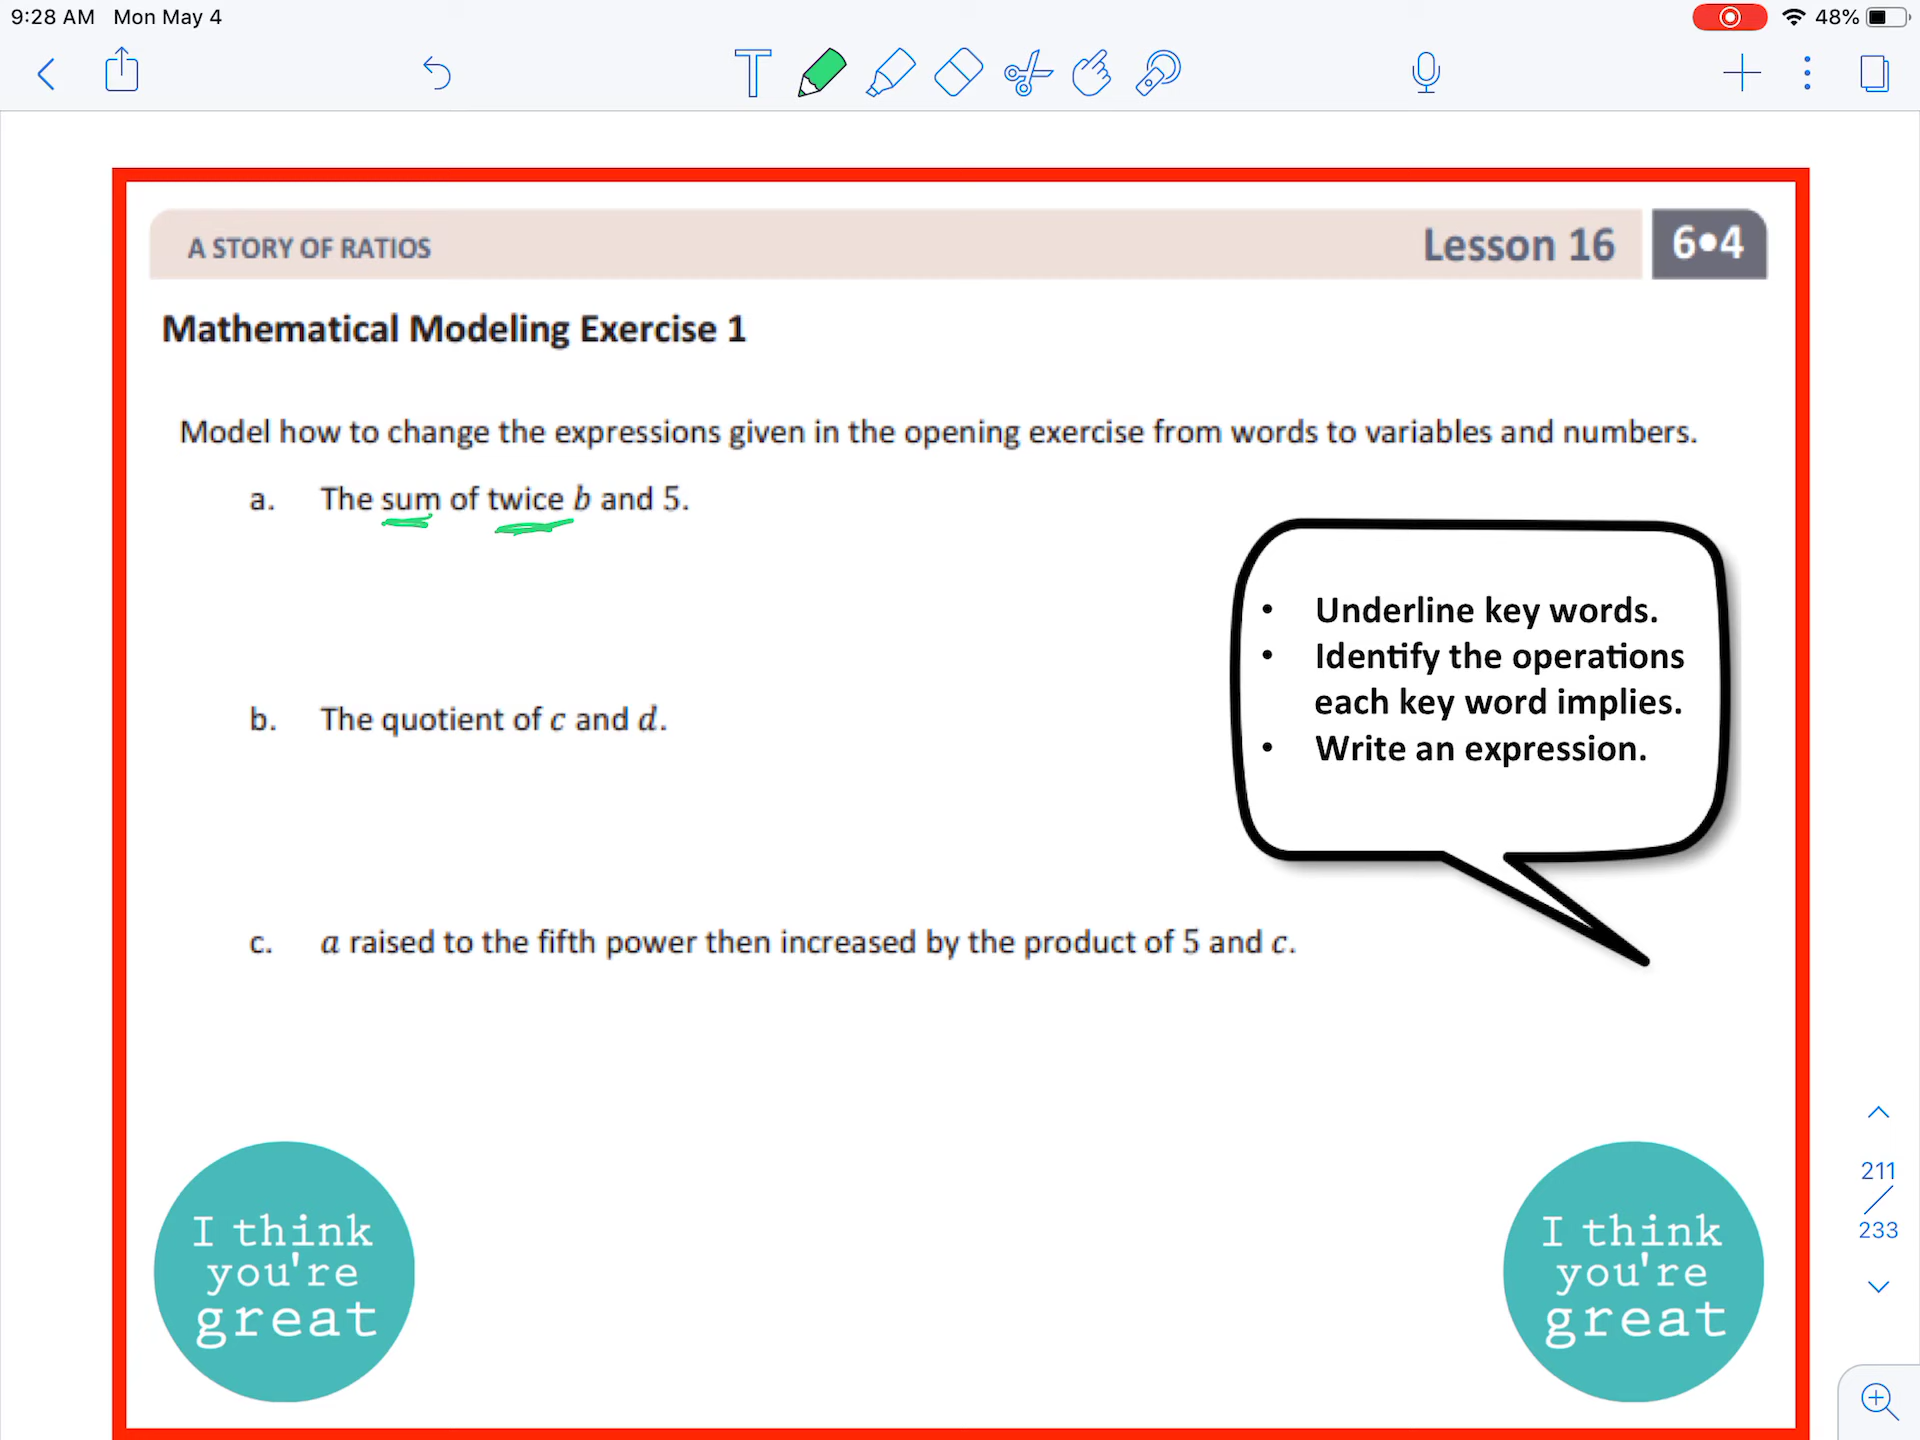 9:28 AM Mon May 4
48%
T
A STORY OF RATIOS
Lesson 16
6•4
Mathematical Modeling Exercise 1
Model how to change the expressions given in the opening exercise from words to variables and numbers.
a. The sum of twice b and 5.
• Underline key words.
• Identify the operations
each key word implies.
• Write an expression.
b. The quotient of c and d.
c. a raised to the fifth power then increased by the product of 5 and c.
211
/
233
I think
you're
great
I think
you're
great